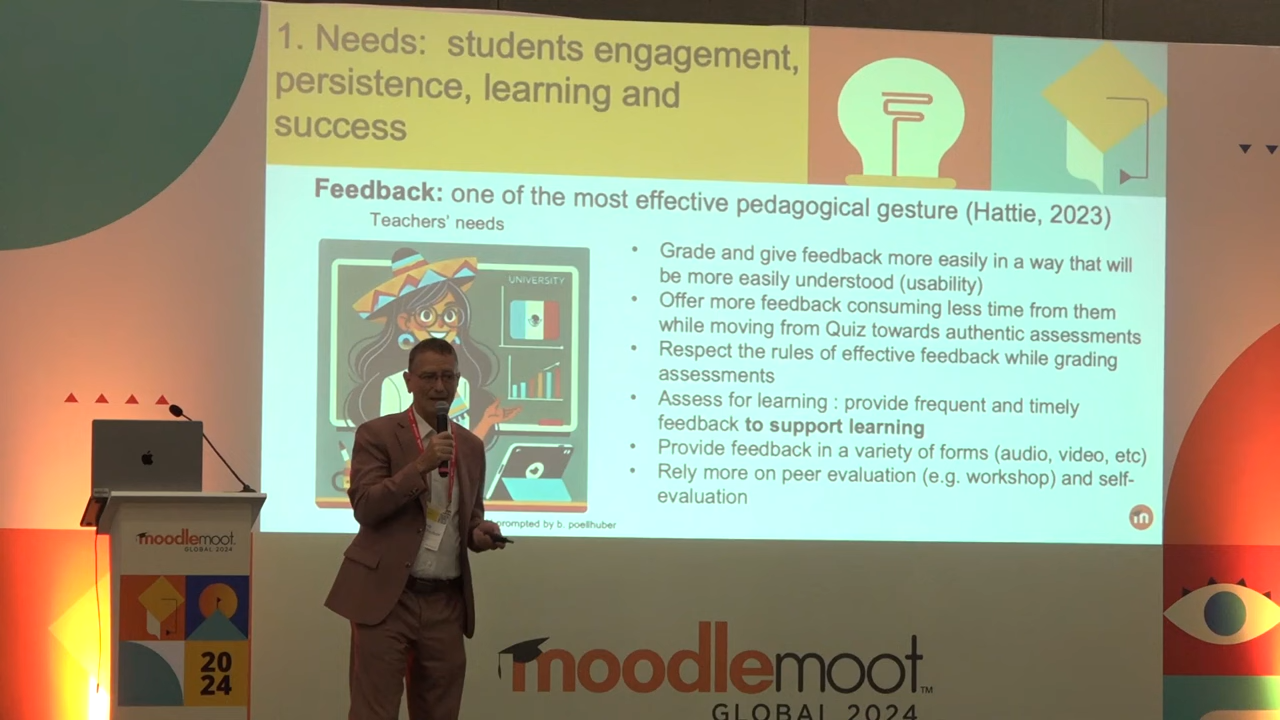 1. Needs:  students engagement,
persistence, learning and
success
Feedback: one of the most effective pedagogical gesture (Hattie, 2023)
Teachers' needs
UNIVERSITY
• Grade and give feedback more easily in a way that will
be more easily understood (usability)
• Offer more feedback consuming less time from them
while moving from Quiz towards authentic assessments
• Respect the rules of effective feedback while grading
assessments
• Assess for learning : provide frequent and timely
feedback to support learning
• Provide feedback in a variety of forms (audio, video, etc)
• Rely more on peer evaluation (e.g. workshop) and self-
evaluation
prompted by b. poellhuber
m
moodlemoot
GLOBAL 2024
20
24
moodlemoot™
GLOBAL 2024